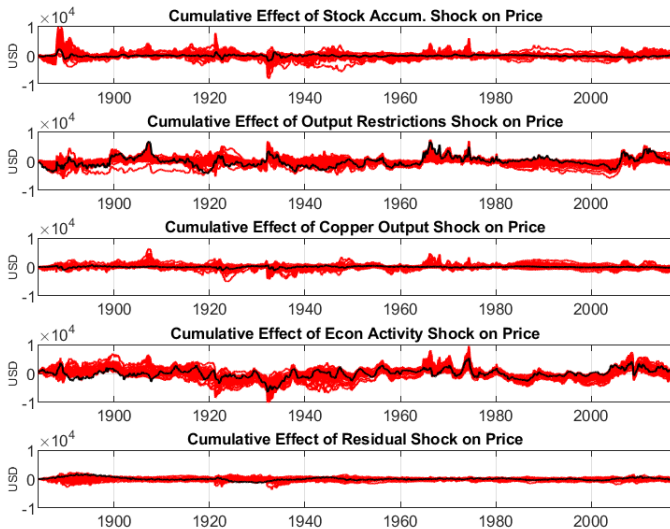 Cumulative Effect of Stock Accum. Shock on Price
×10⁴
1
0
-1
USD
1900 1920 1940 1960 1980 2000
Cumulative Effect of Output Restrictions Shock on Price
×10⁴
1
0
-1
USD
1900 1920 1940 1960 1980 2000
Cumulative Effect of Copper Output Shock on Price
×10⁴
1
0
-1
USD
1900 1920 1940 1960 1980 2000
Cumulative Effect of Econ Activity Shock on Price
×10⁴
1
0
-1
USD
1900 1920 1940 1960 1980 2000
Cumulative Effect of Residual Shock on Price
×10⁴
1
0
-1
USD
1900 1920 1940 1960 1980 2000